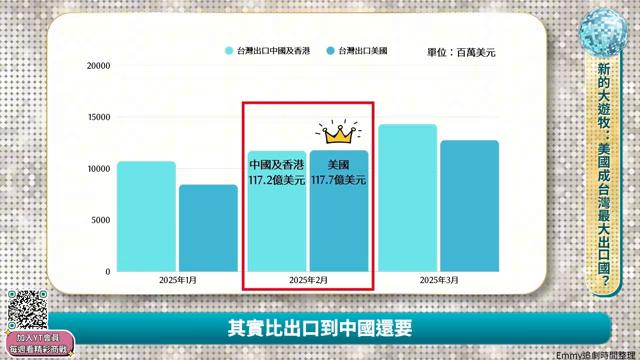 台灣出口中國及香港
台灣出口美國
單位：百萬美元
20000
15000
10000
5000
0
中國及香港
117.2億美元
美國
117.7億美元
2025年1月
2025年2月
2025年3月
新的大遊牧：美國成台灣最大出口國？
加入YT會員
每週看精彩商戰
其實比出口到中國還要
Emmy追劇時間整理